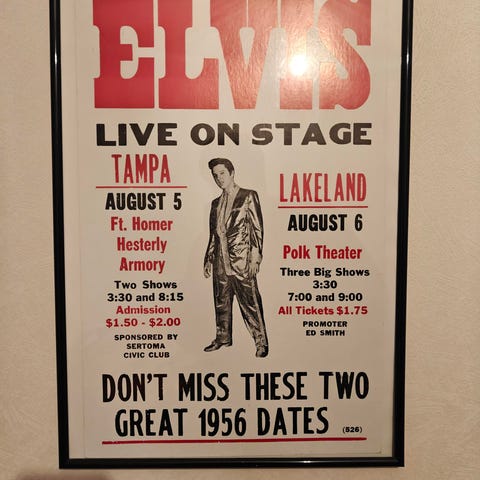 ELVIS
LIVE ON STAGE
TAMPA
AUGUST 5
Ft. Homer
Hesterly
Armory
Two Shows
3:30 and 8:15
Admission
$1.50 - $2.00
SPONSORED BY
SERTOMA
CIVIC CLUB
LAKELAND
AUGUST 6
Polk Theater
Three Big Shows
3:30
7:00 and 9:00
All Tickets $1.75
PROMOTER
ED SMITH
DON'T MISS THESE TWO
GREAT 1956 DATES (526)